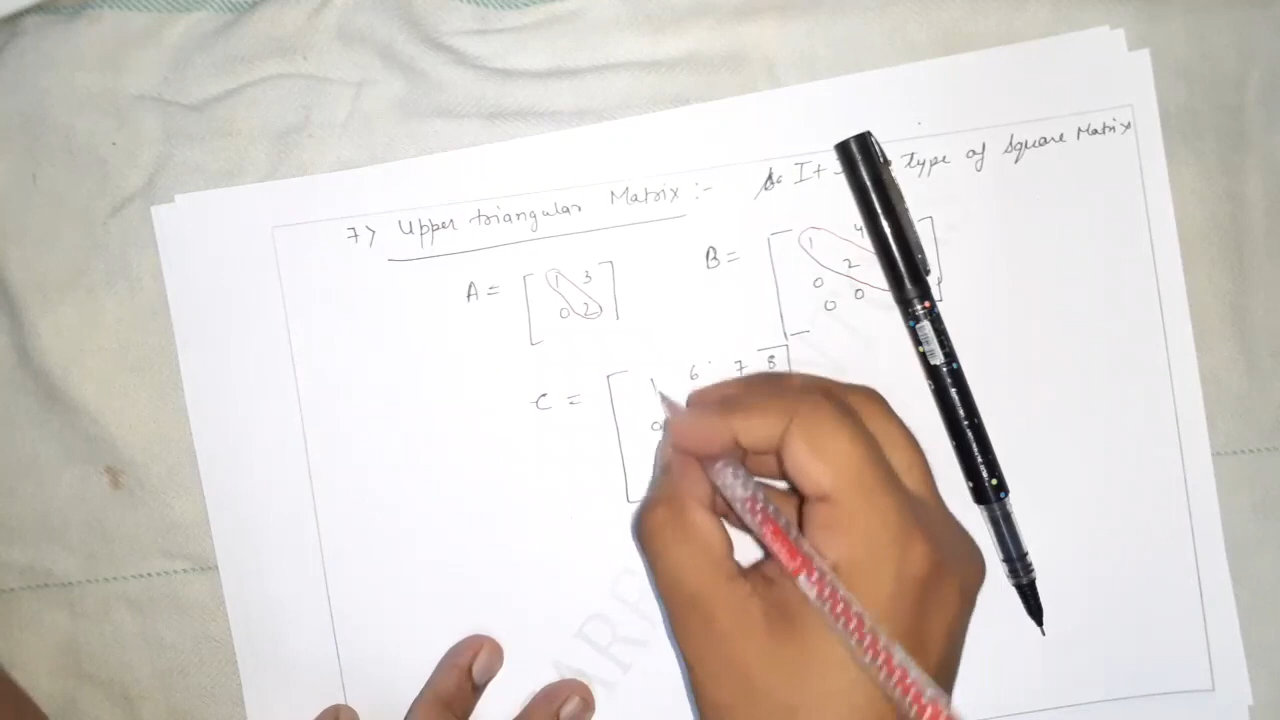 7) Upper triangular Matrix :- It type of Square Matrix
A = [ 1 3
0 2 ]
B = [ 1 4
0 2
0 0 ]
C = [ 1 6 7 8
0